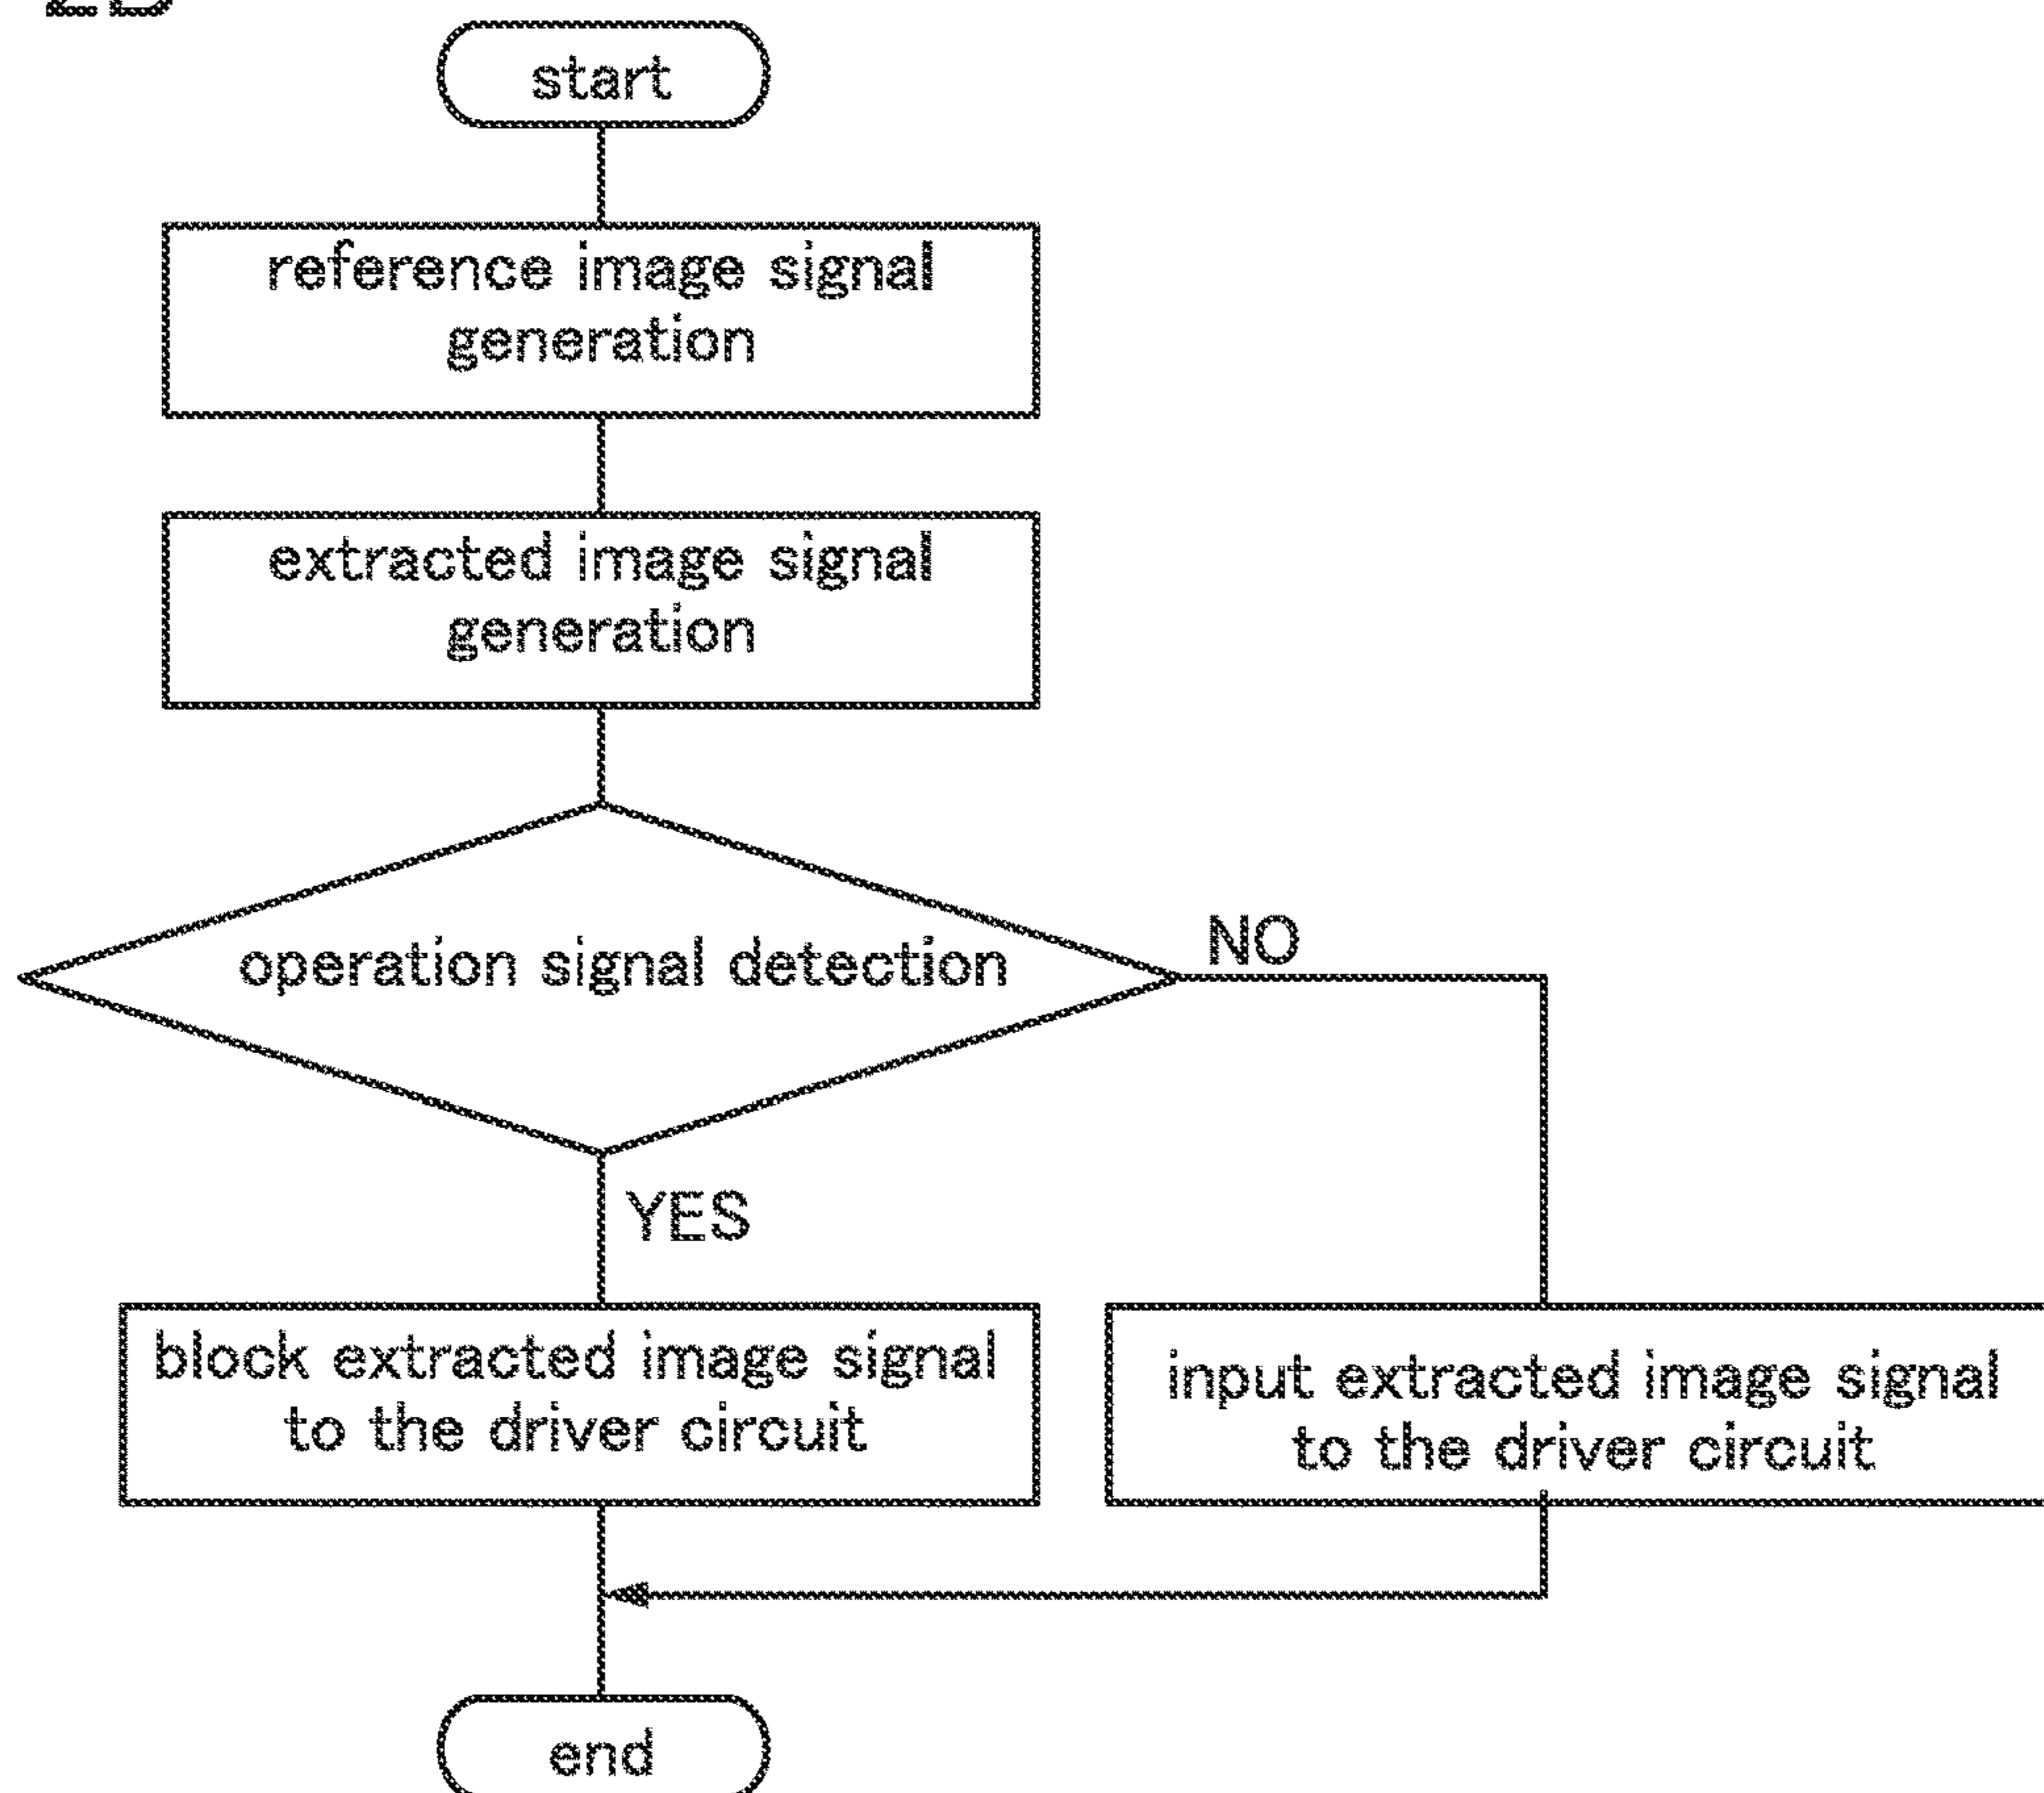 start
reference image signal
generation
extracted image signal
generation
operation signal detection
NO
YES
block extracted image signal
to the driver circuit
input extracted image signal
to the driver circuit
end